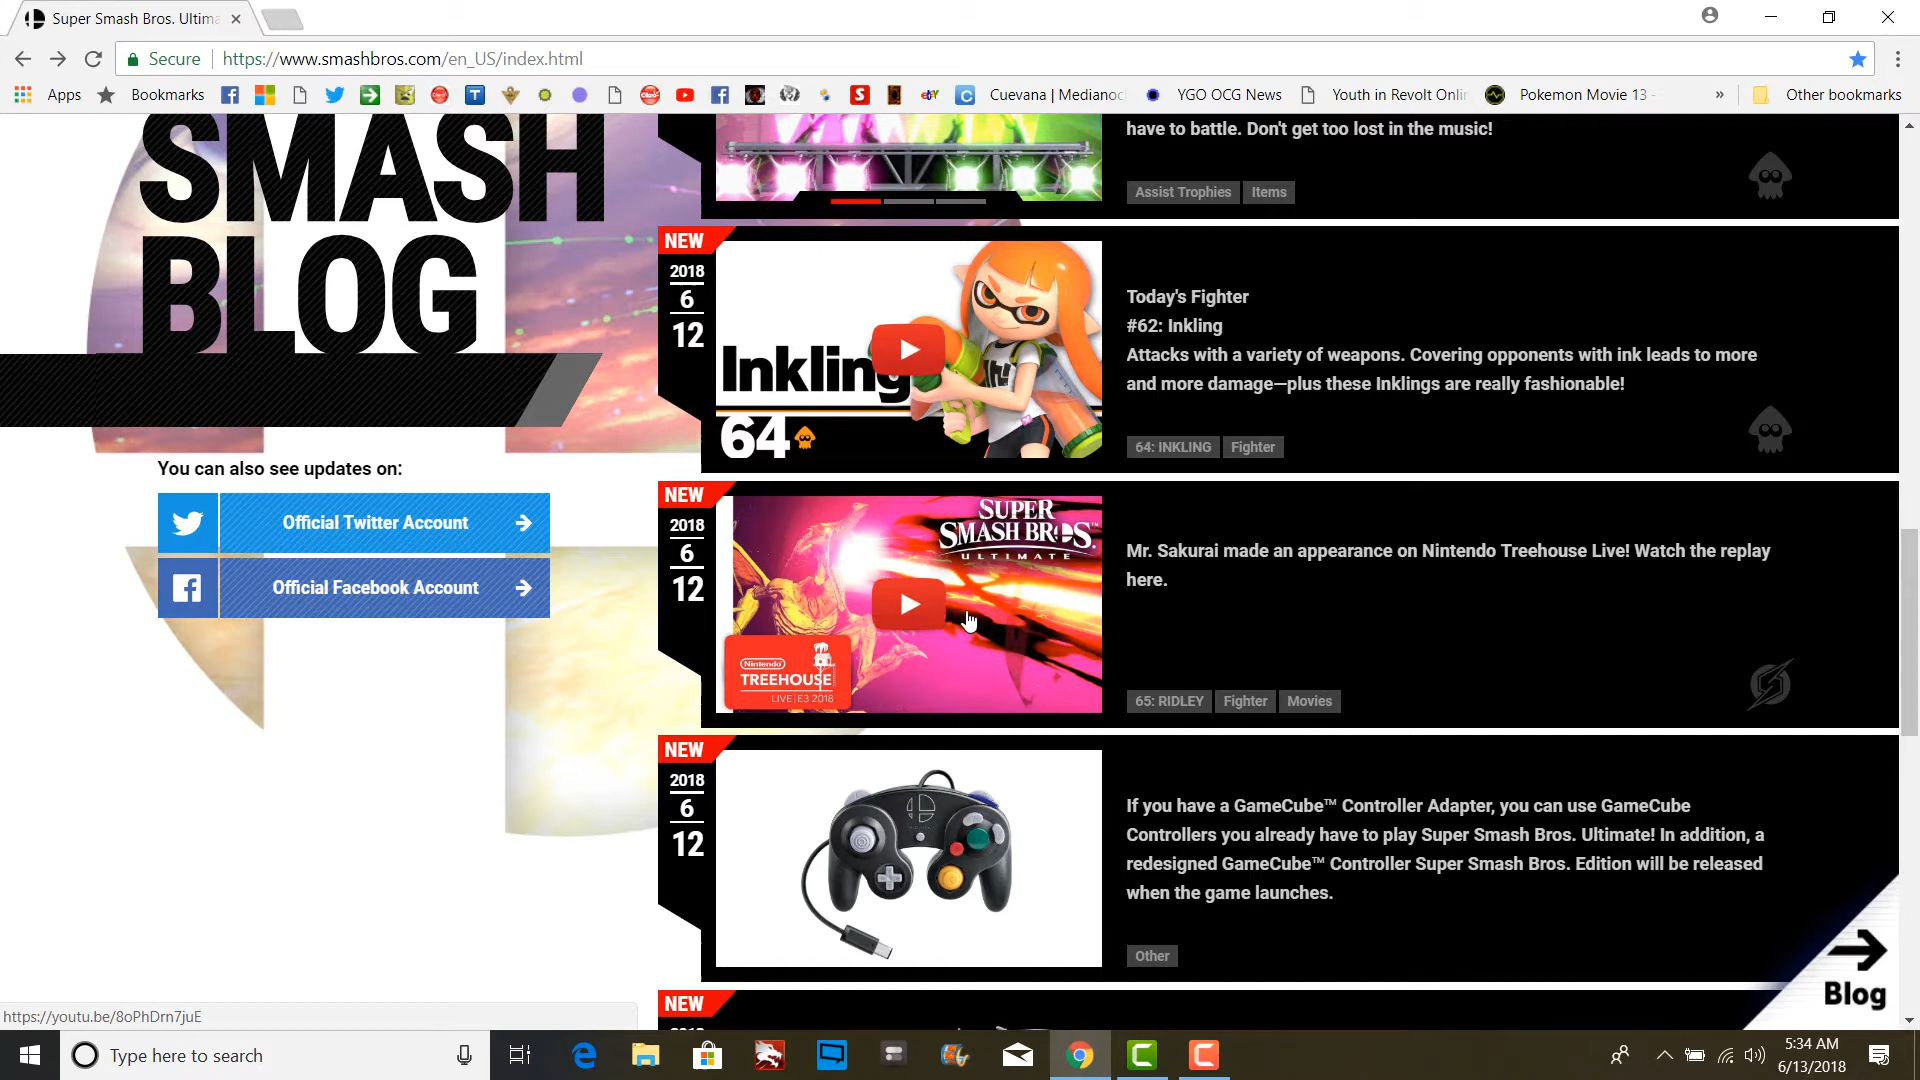 Super Smash Bros. Ultima
Secure
https://www.smashbros.com/en_US/index.html
Apps
Bookmarks
Cuevana | Medianoc
YGO OCG News
Youth in Revolt Onlin
Pokemon Movie 13 -
»
Other bookmarks
SMASH
BLOG
You can also see updates on:
Official Twitter Account
Official Facebook Account
have to battle. Don't get too lost in the music!
Assist Trophies
Items
NEW
2018
6
12
Inkling
64
Today's Fighter
#62: Inkling
Attacks with a variety of weapons. Covering opponents with ink leads to more
and more damage—plus these Inklings are really fashionable!
64: INKLING
Fighter
NEW
2018
6
12
SUPER
SMASH BROS.™
ULTIMATE
Nintendo
TREEHOUSE
LIVE | E3 2018
Mr. Sakurai made an appearance on Nintendo Treehouse Live! Watch the replay
here.
65: RIDLEY
Fighter
Movies
NEW
2018
6
12
If you have a GameCube™ Controller Adapter, you can use GameCube
Controllers you already have to play Super Smash Bros. Ultimate! In addition, a
redesigned GameCube™ Controller Super Smash Bros. Edition will be released
when the game launches.
Other
NEW
Blog
https://youtu.be/8oPhDrn7juE
Type here to search
5:34 AM
6/13/2018